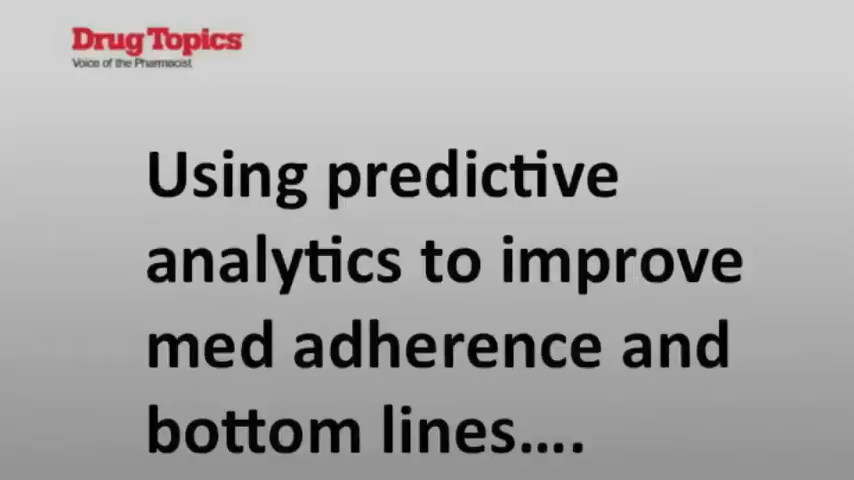 Drug Topics
Voice of the Pharmacist
Using predictive
analytics to improve
med adherence and
bottom lines....